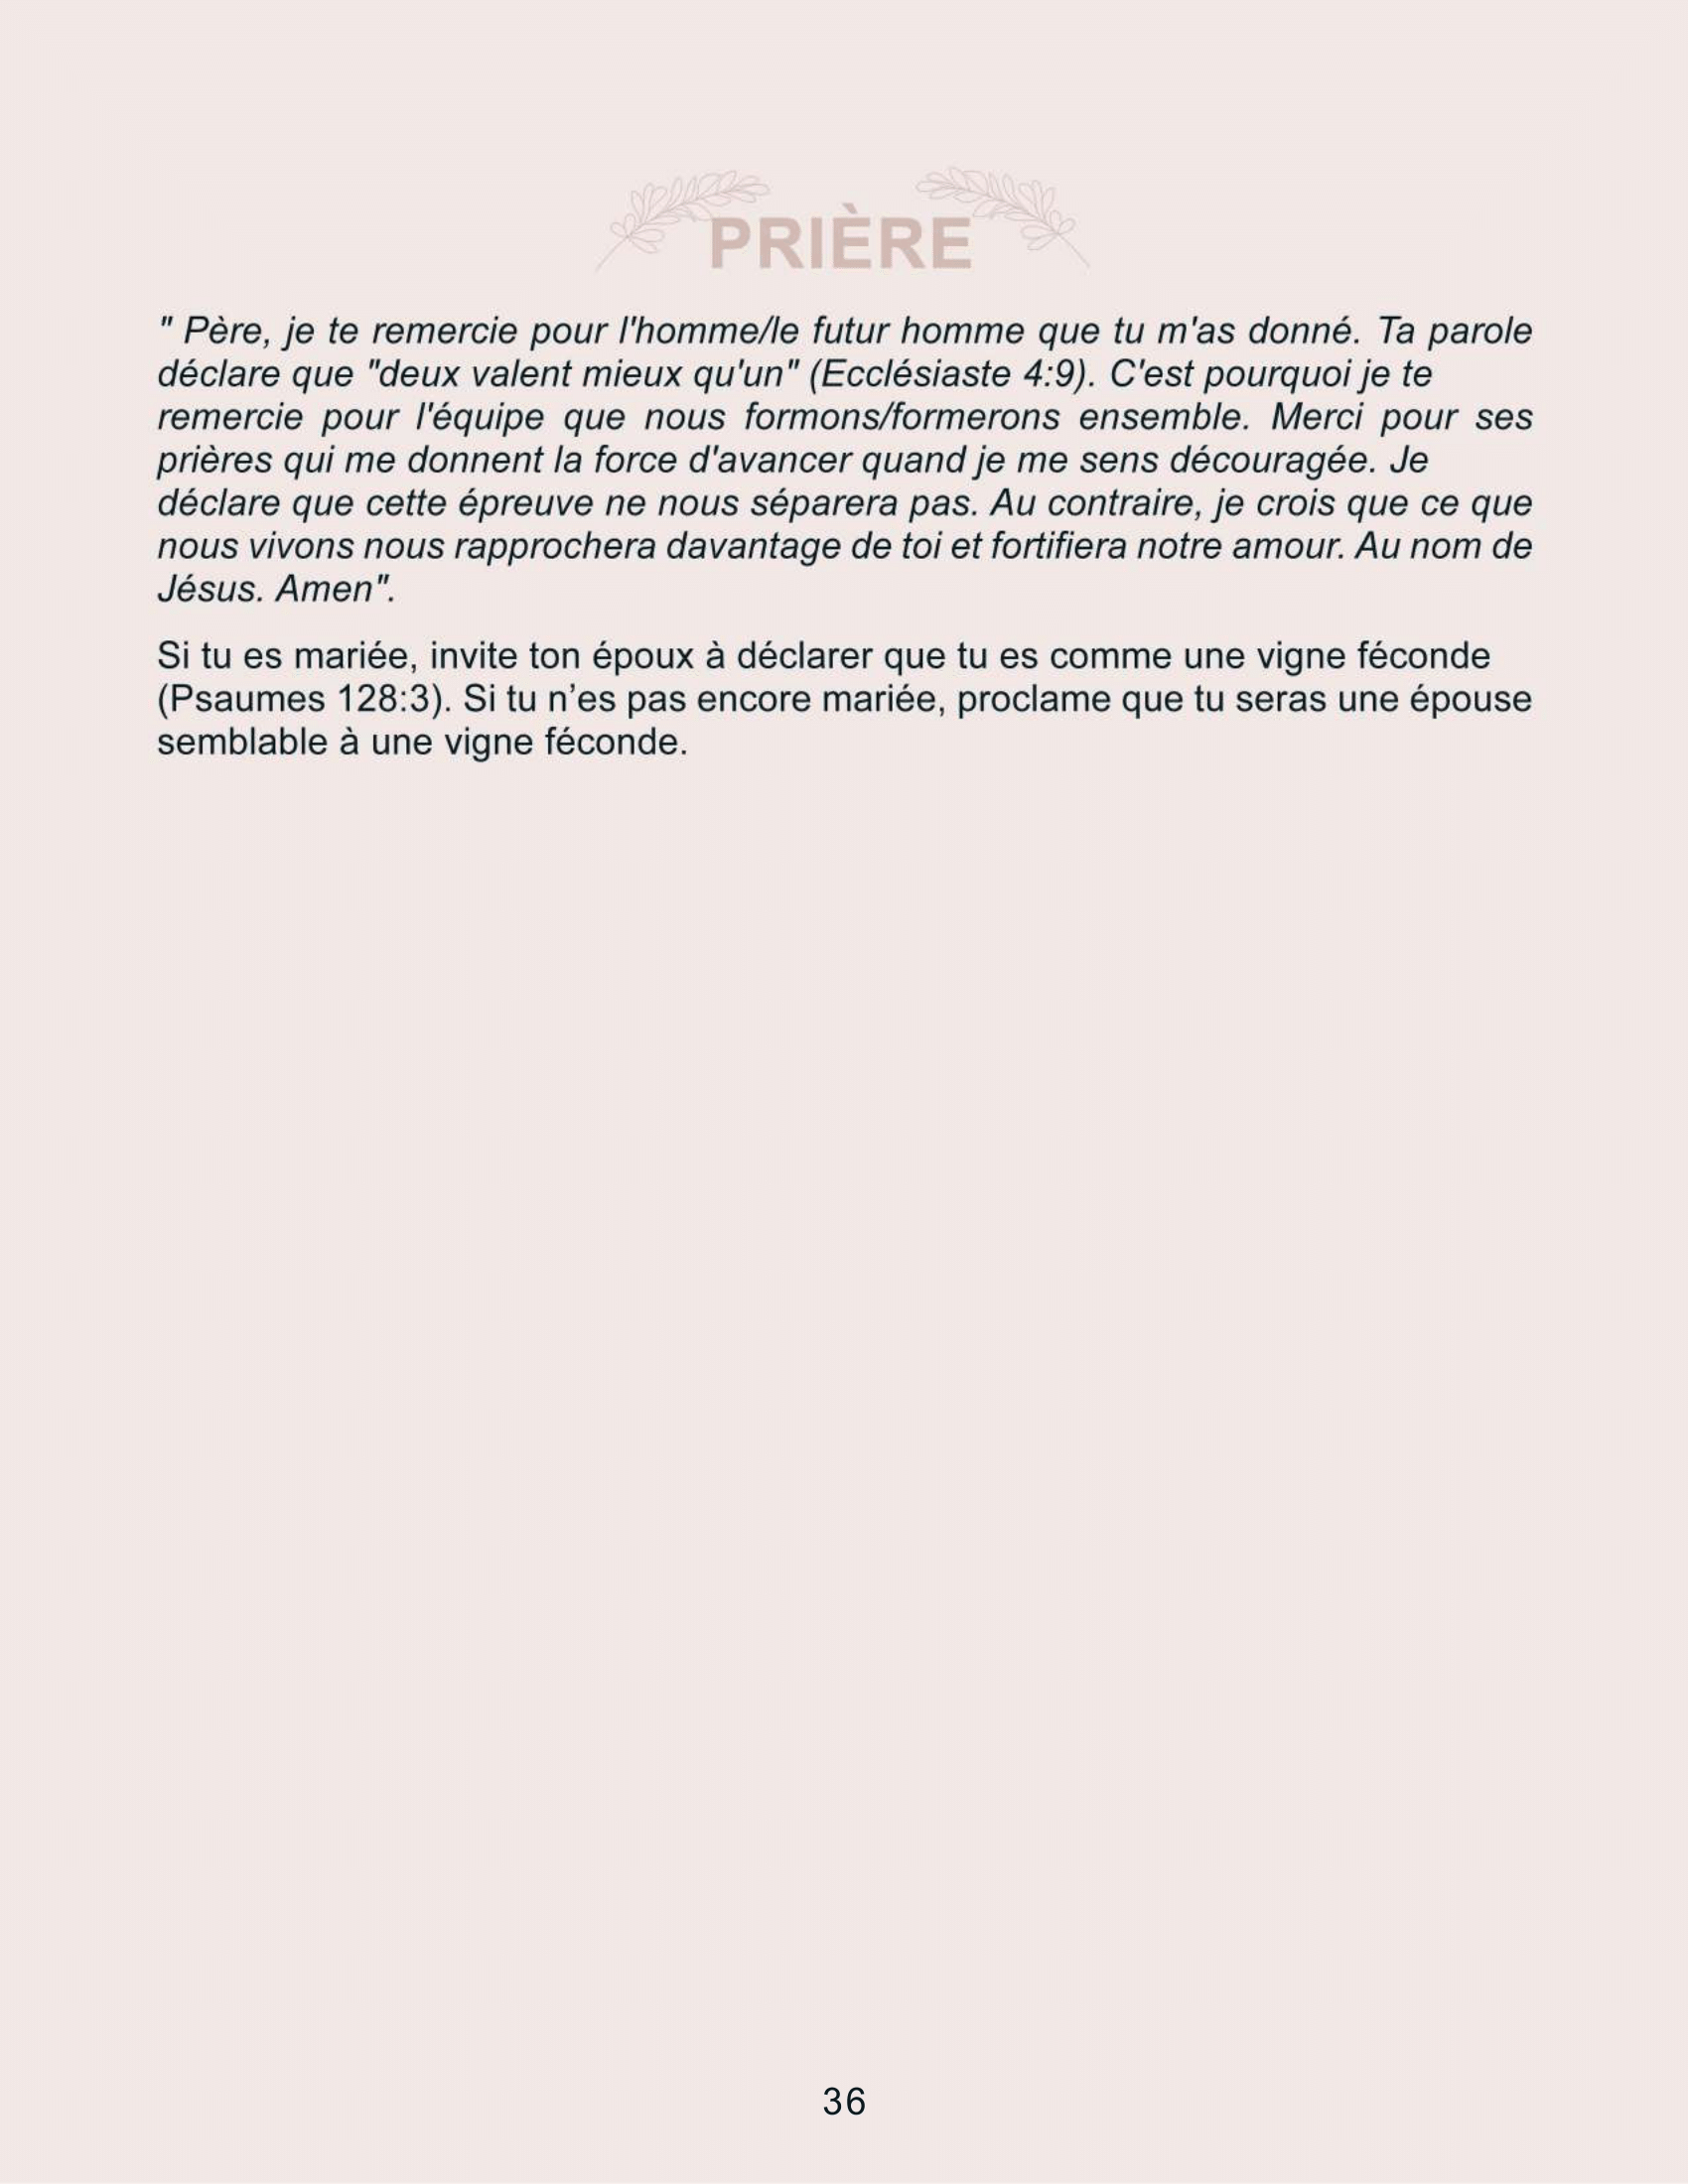 PRIÈRE
" Père, je te remercie pour l'homme/le futur homme que tu m'as donné. Ta parole
déclare que "deux valent mieux qu'un" (Ecclésiaste 4:9). C'est pourquoi je te
remercie pour l'équipe que nous formons/formerons ensemble. Merci pour ses
prières qui me donnent la force d'avancer quand je me sens découragée. Je
déclare que cette épreuve ne nous séparera pas. Au contraire, je crois que ce que
nous vivons nous rapprochera davantage de toi et fortifiera notre amour. Au nom de
Jésus. Amen".
Si tu es mariée, invite ton époux à déclarer que tu es comme une vigne féconde
(Psaumes 128:3). Si tu n’es pas encore mariée, proclame que tu seras une épouse
semblable à une vigne féconde.
36